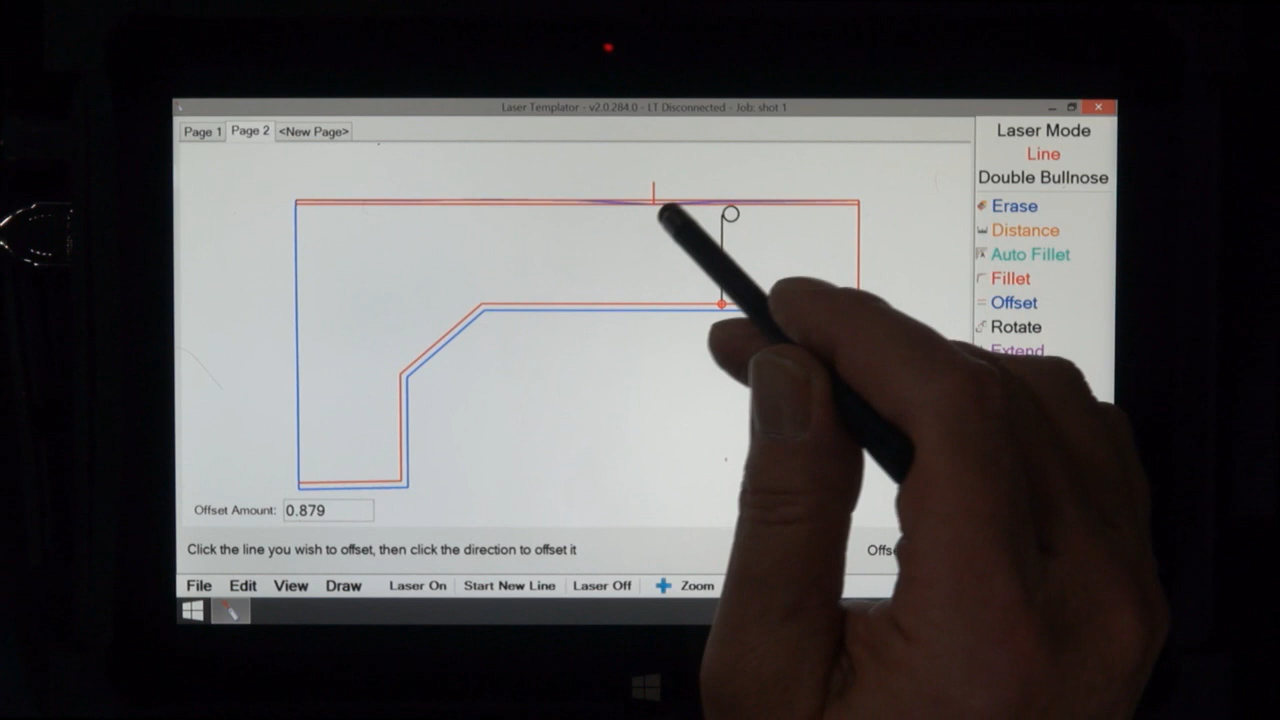 Laser Templator - v2.0.284.0 - LT Disconnected - Job: shot 1
Page 1 Page 2 <New Page>
Laser Mode
Line
Double Bullnose
Erase
Distance
Auto Fillet
Fillet
Offset
Rotate
Extend
Offset Amount: 0.879
Click the line you wish to offset, then click the direction to offset it
File Edit View Draw Laser On Start New Line Laser Off Zoom